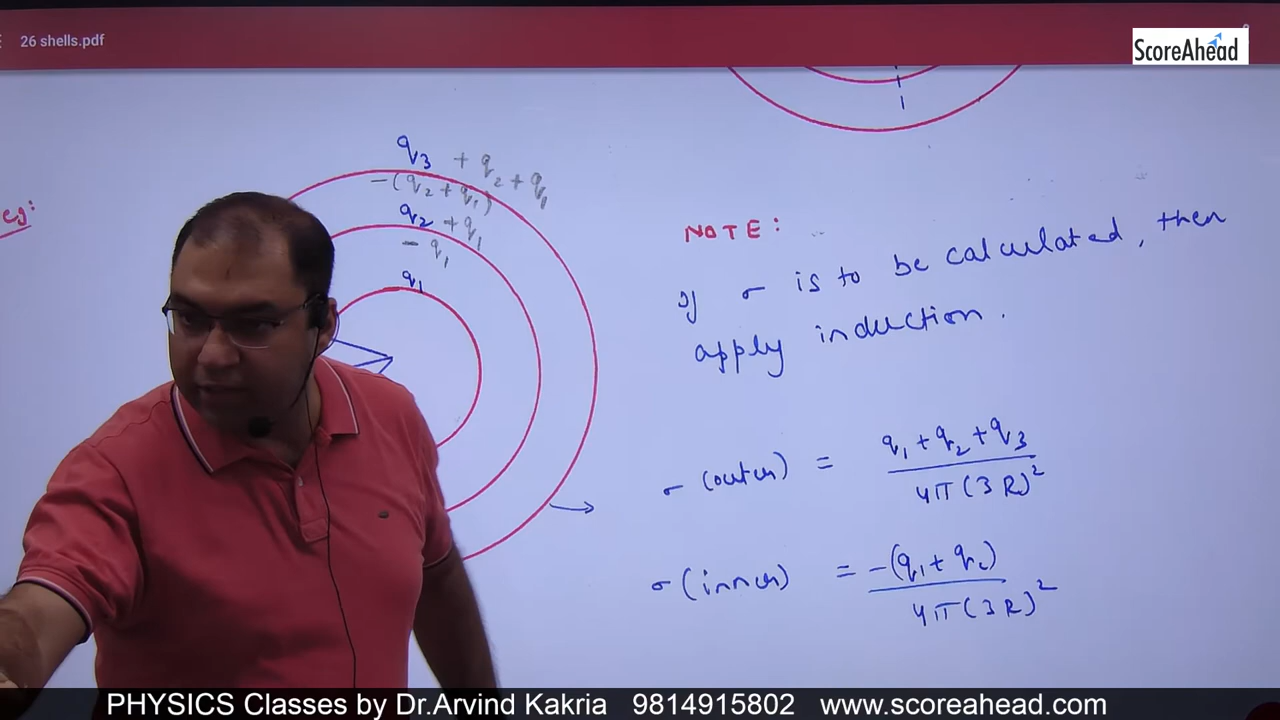 26 shells.pdf
ScoreAhead
eg:
q₃ + q₂ + q₁
-(q₂ + q₁)
q₂ + q₁
- q₁
q₁
NOTE:
If σ is to be calculated, then
apply induction.
σ (outer) = q₁ + q₂ + q₃
4π(3R)²
σ (inner) = -(q₁ + q₂)
4π(3R)²
PHYSICS Classes by Dr.Arvind Kakria 9814915802 www.scoreahead.com